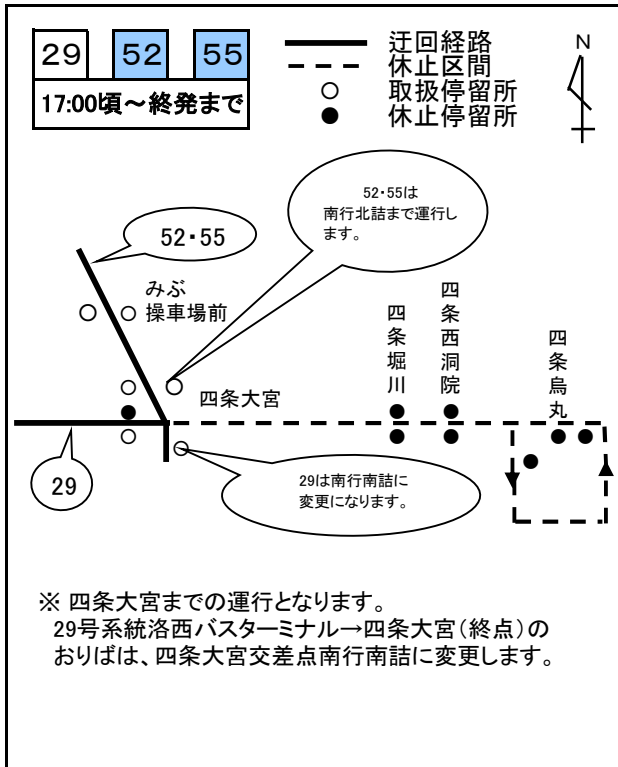 29 52 55
17:00頃～終発まで
迂回経路
休止区間
取扱停留所
休止停留所
N
52･55は
南行北詰まで運行し
ます。
52･55
みぶ
操車場前
四条大宮
四条堀川
四条西洞院
四条烏丸
29
29は南行南詰に
変更になります。
※ 四条大宮までの運行となります。
29号系統洛西バスターミナル→四条大宮(終点)の
おりばは、四条大宮交差点南行南詰に変更します。